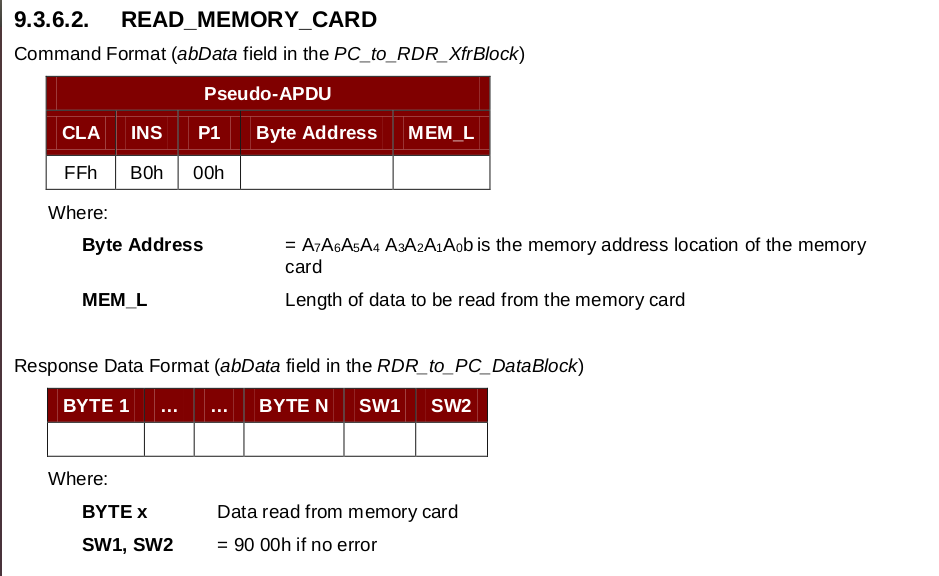 9.3.6.2. READ_MEMORY_CARD
Command Format (abData field in the PC_to_RDR_XfrBlock)
Pseudo-APDU
CLA INS P1 Byte Address MEM_L
FFh B0h 00h
Where:
Byte Address = A₇A₆A₅A₄ A₃A₂A₁A₀b is the memory address location of the memory
card
MEM_L Length of data to be read from the memory card
Response Data Format (abData field in the RDR_to_PC_DataBlock)
BYTE 1 … … BYTE N SW1 SW2
Where:
BYTE x Data read from memory card
SW1, SW2 = 90 00h if no error